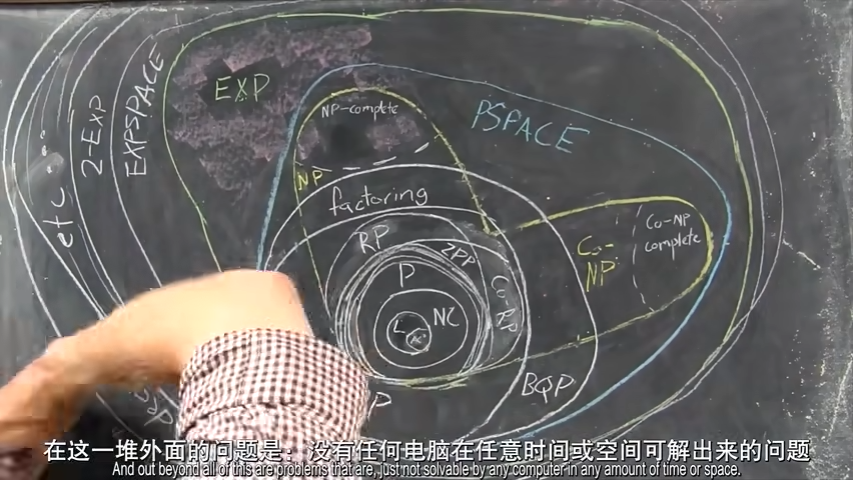 EXP
NP-complete
PSPACE
EXPSPACE
2-EXP
etc
NP
factoring
Co-NP
complete
Co-
NP
RP
ZPP
Co-RP
P
NC
L
BQP
P
在这一堆外面的问题是：没有任何电脑在任意时间或空间可解出来的问题
And out beyond all of this are problems that are, just not solvable by any computer in any amount of time or space.